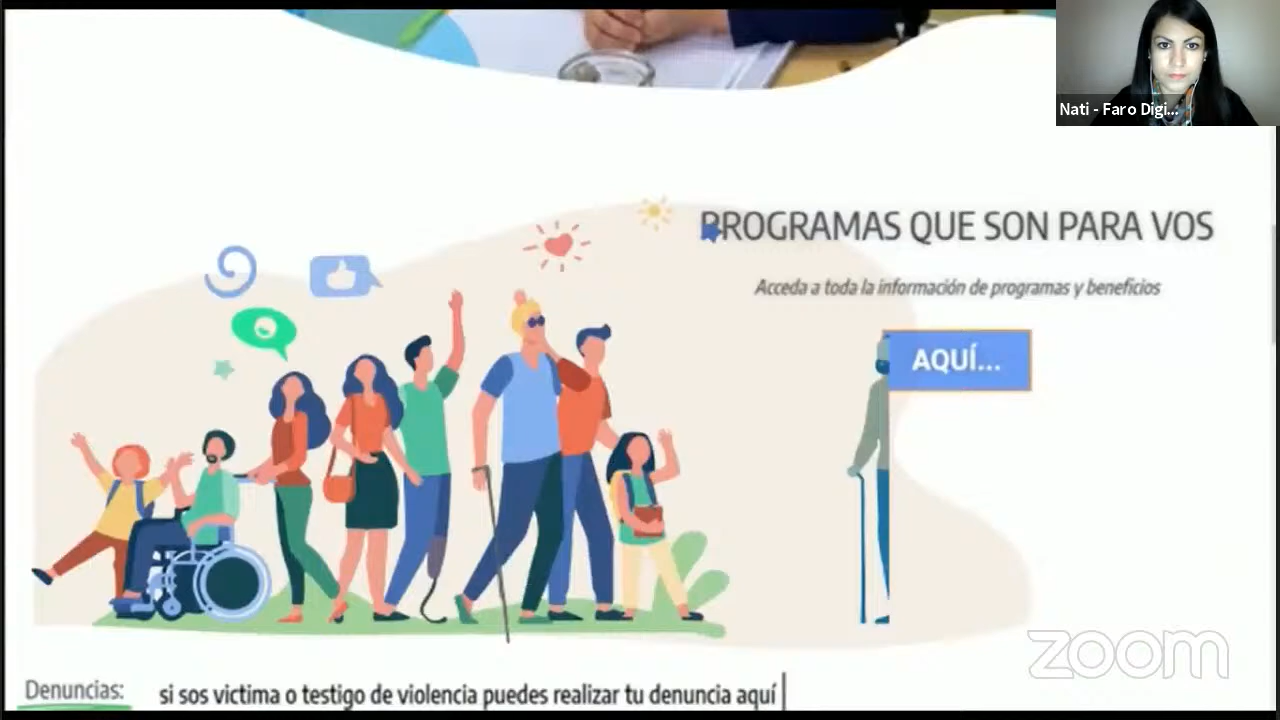 Nati - Faro Digi...
PROGRAMAS QUE SON PARA VOS
Acceda a toda la información de programas y beneficios
AQUÍ...
zoom
Denuncias: si sos victima o testigo de violencia puedes realizar tu denuncia aquí